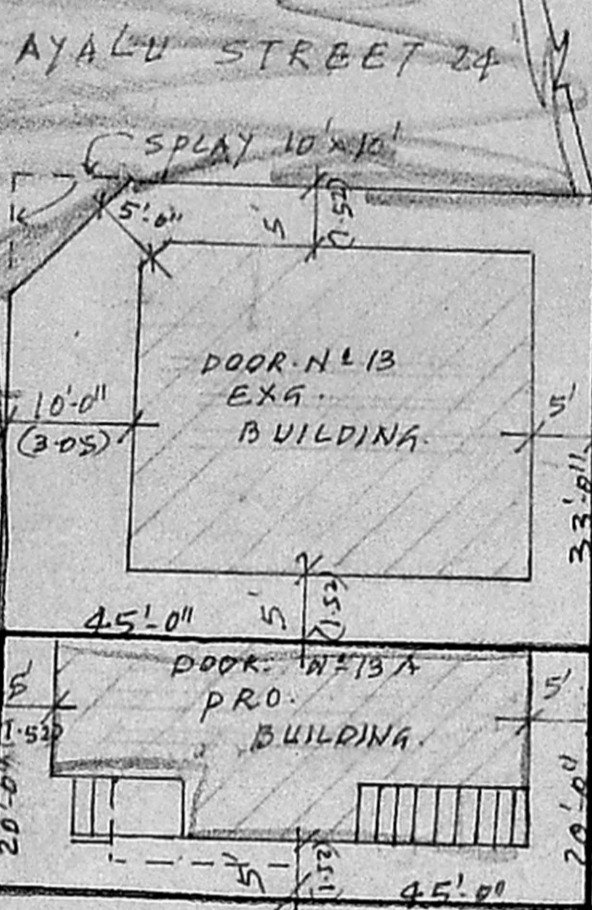 AYALU STREET 24'
SPLAY 10'X10'
5'-0"
5'
(1.52)
DOOR. Nº 13
EXG.
BUILDING.
10'-0"
(3.05)
5'
33'-0"
5'
(1.52)
45'-0"
DOOR. Nº 13A
PRO.
BUILDING.
5'
1.52)
5'
20'-0"
20'-0"
5'
1.52)
45'-0"